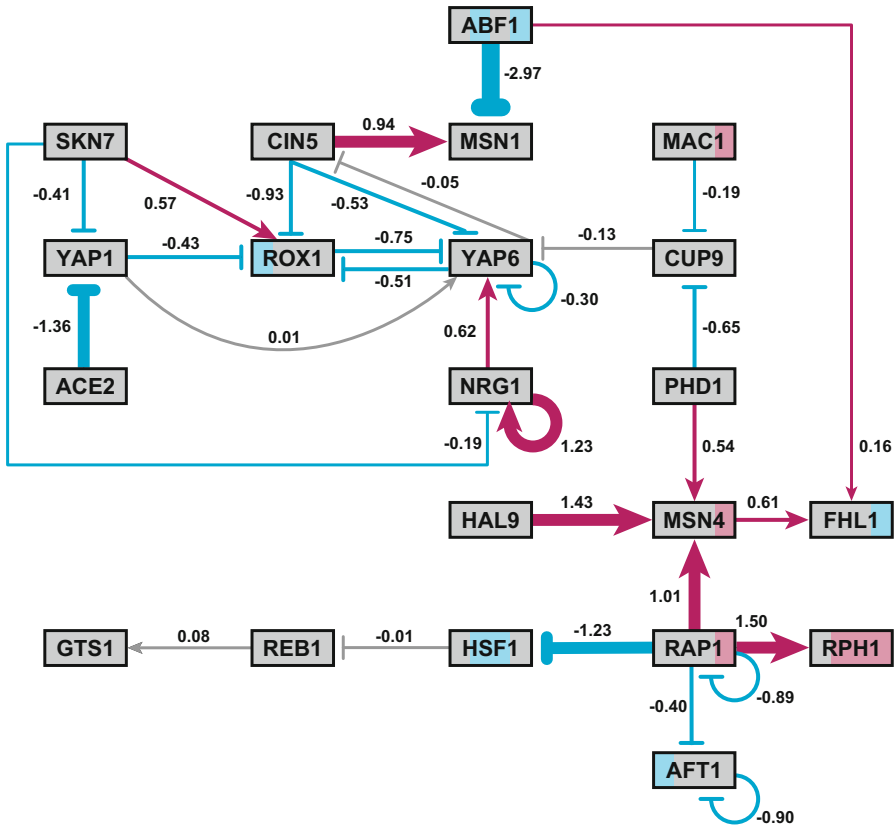 ABF1
-2.97
SKN7
CIN5
0.94
MSN1
MAC1
-0.05
-0.41
0.57
-0.93
-0.53
-0.19
-0.13
YAP1
-0.43
ROX1
-0.75
YAP6
CUP9
-0.51
-0.30
-1.36
0.01
0.62
-0.65
ACE2
NRG1
PHD1
-0.19
1.23
0.54
0.16
HAL9
1.43
MSN4
0.61
FHL1
1.01
1.50
GTS1
0.08
REB1
-0.01
HSF1
-1.23
RAP1
RPH1
-0.89
-0.40
AFT1
-0.90